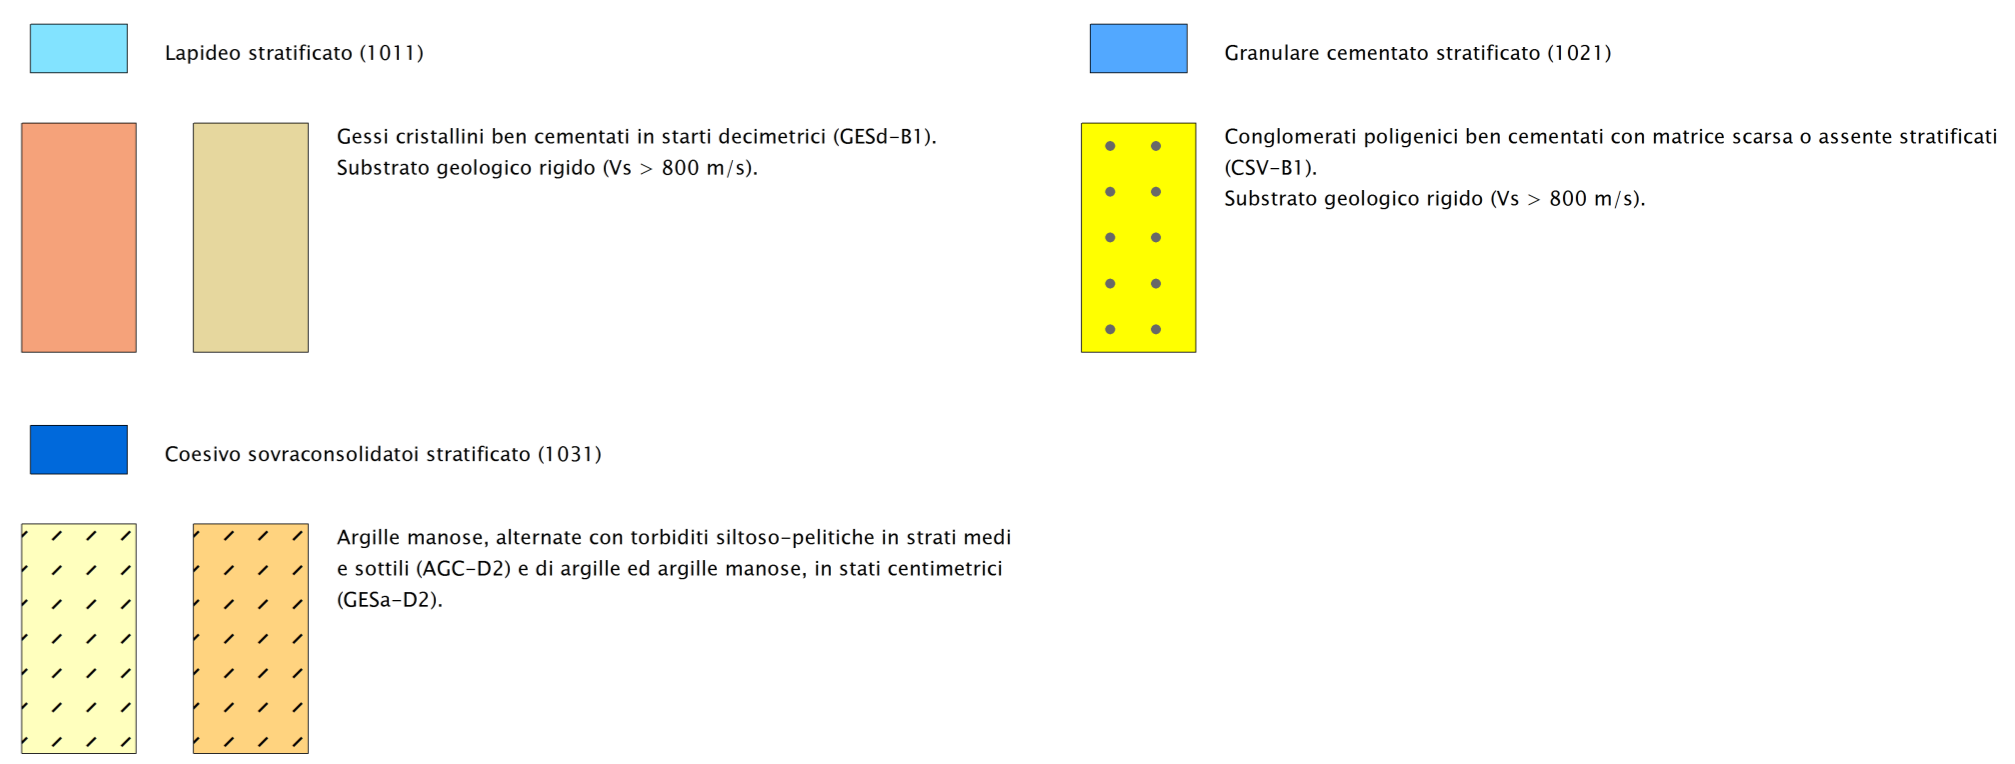 Lapideo stratificato (1011)
Gessi cristallini ben cementati in starti decimetrici (GESd-B1).
Substrato geologico rigido (Vs > 800 m/s).
Granulare cementato stratificato (1021)
Conglomerati poligenici ben cementati con matrice scarsa o assente stratificati
(CSV-B1).
Substrato geologico rigido (Vs > 800 m/s).
Coesivo sovraconsolidatoi stratificato (1031)
Argille manose, alternate con torbiditi siltoso-pelitiche in strati medi
e sottili (AGC-D2) e di argille ed argille manose, in stati centimetrici
(GESa-D2).